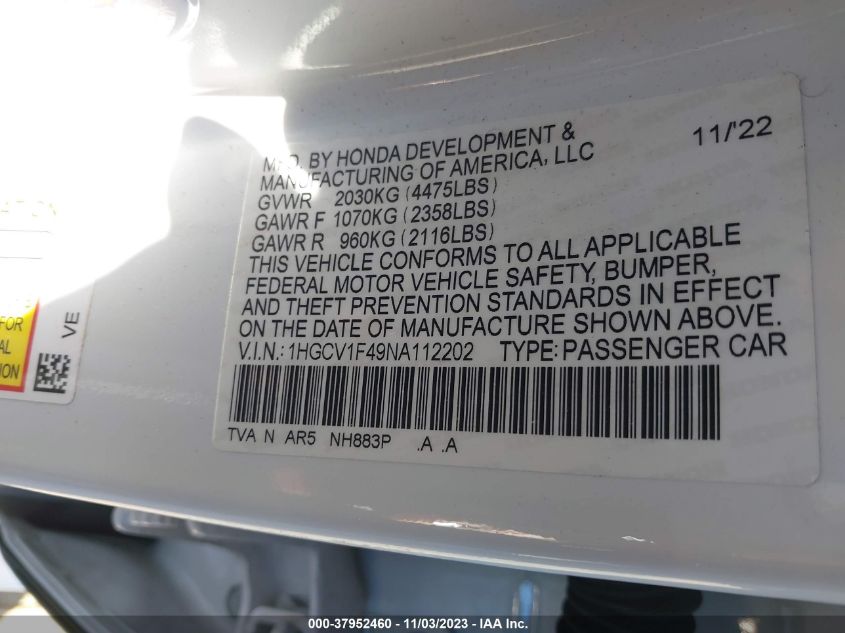 MFD. BY HONDA DEVELOPMENT & 11/'22
MANUFACTURING OF AMERICA, LLC
GVWR 2030KG (4475LBS)
GAWR F 1070KG (2358LBS)
GAWR R 960KG (2116LBS)
THIS VEHICLE CONFORMS TO ALL APPLICABLE
FEDERAL MOTOR VEHICLE SAFETY, BUMPER,
AND THEFT PREVENTION STANDARDS IN EFFECT
ON THE DATE OF MANUFACTURE SHOWN ABOVE.
V.I.N.: 1HGCV1F49NA112202 TYPE: PASSENGER CAR
TVA N AR5 NH883P .A .A
FOR
AL
ION
VE
000-37952460 - 11/03/2023 - IAA Inc.